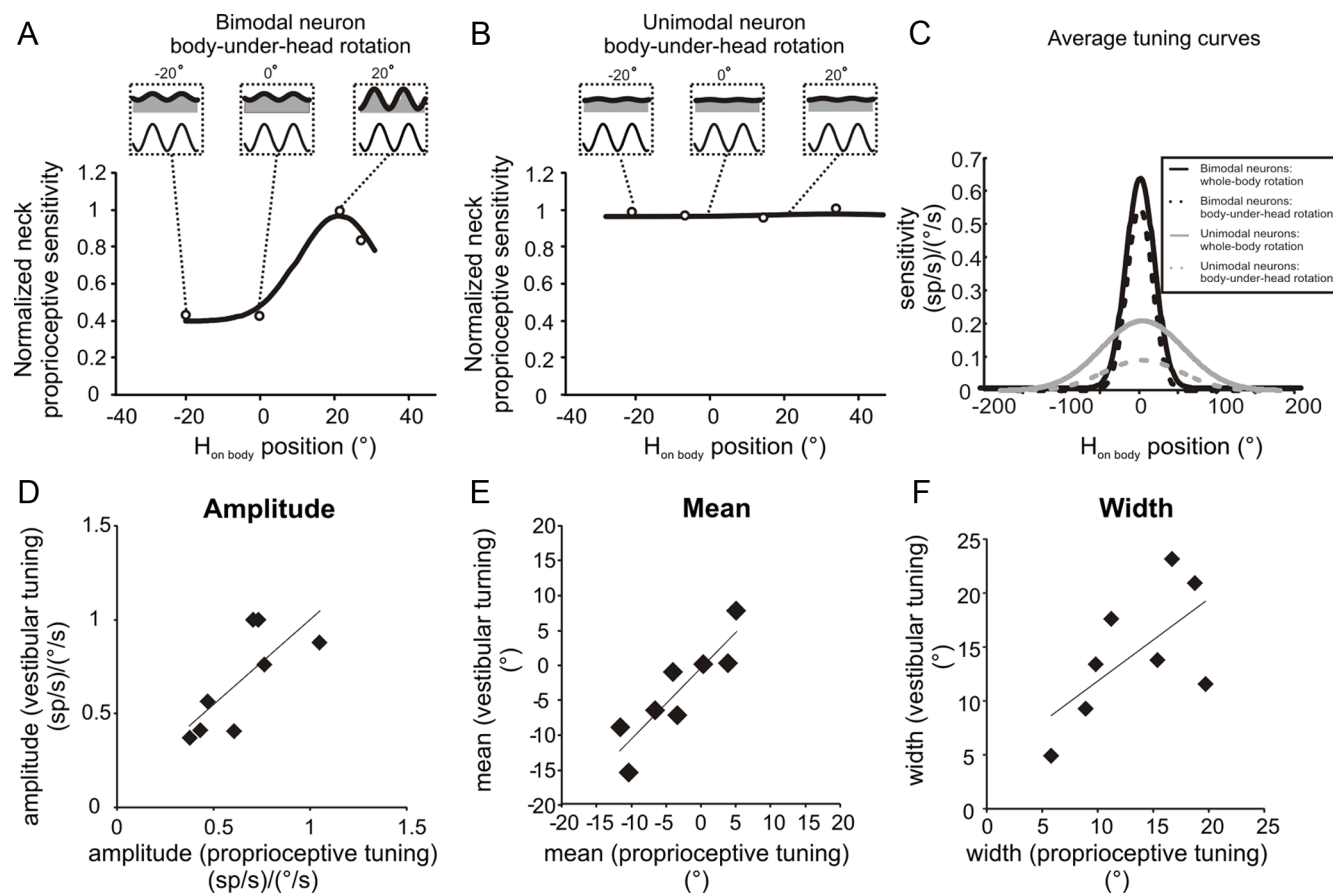 A
Bimodal neuron
body-under-head rotation
-20°
0°
20°
Normalized neck
proprioceptive sensitivity
1.2
1
0.8
0.6
0.4
0.2
0
-40
-20
0
20
40
Hon body position (°)
B
Unimodal neuron
body-under-head rotation
-20°
0°
20°
Normalized neck
proprioceptive sensitivity
1.2
1
0.8
0.6
0.4
0.2
0
-40
-20
0
20
40
Hon body position (°)
C
Average tuning curves
sensitivity
(sp/s)/(°/s)
0.7
0.6
0.5
0.4
0.3
0.2
0.1
0
-200
-100
0
100
200
Hon body position (°)
Bimodal neurons:
whole-body rotation
Bimodal neurons:
body-under-head rotation
Unimodal neurons:
whole-body rotation
Unimodal neurons:
body-under-head rotation
D
Amplitude
amplitude (vestibular tuning)
(sp/s)/(°/s)
1.5
1
0.5
0
0
0.5
1
1.5
amplitude (proprioceptive tuning)
(sp/s)/(°/s)
E
Mean
mean (vestibular turning)
(°)
20
15
10
5
0
-5
-10
-15
-20
-20
-15
-10
-5
0
5
10
15
20
mean (proprioceptive tuning)
(°)
F
Width
width (vestibular tuning)
(°)
25
20
15
10
5
0
0
5
10
15
20
25
width (proprioceptive tuning)
(°)